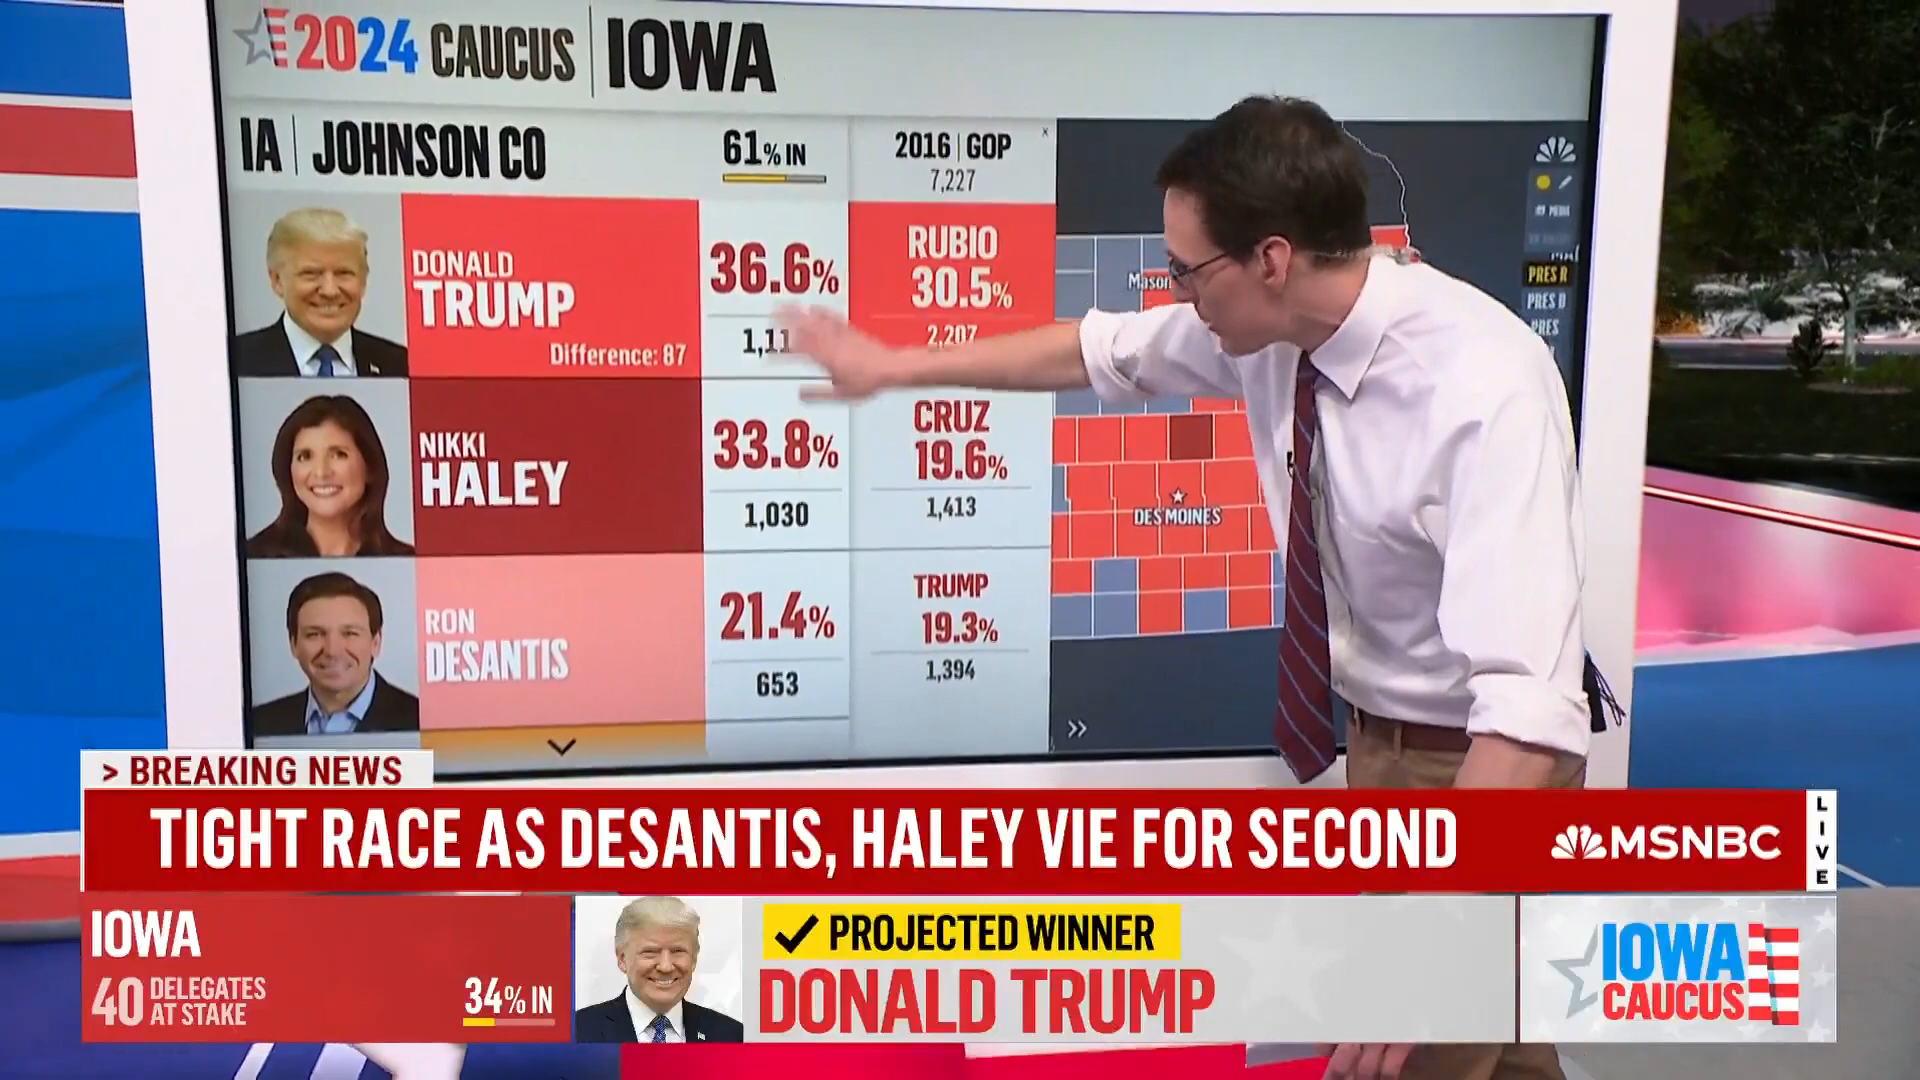 2024 CAUCUS IOWA
IA JOHNSON CO
61% IN
2016 GOP
7,227
x
DONALD
TRUMP
Difference: 87
36.6%
RUBIO
30.5%
2,207
NIKKI
HALEY
33.8%
1,030
CRUZ
19.6%
1,413
RON
DESANTIS
21.4%
653
TRUMP
19.3%
1,394
Mason
DES MOINES
PRES R
PRES D
»
> BREAKING NEWS
TIGHT RACE AS DESANTIS, HALEY VIE FOR SECOND
MSNBC
LIVE
IOWA
40 DELEGATES
AT STAKE
34% IN
PROJECTED WINNER
DONALD TRUMP
IOWA
CAUCUS